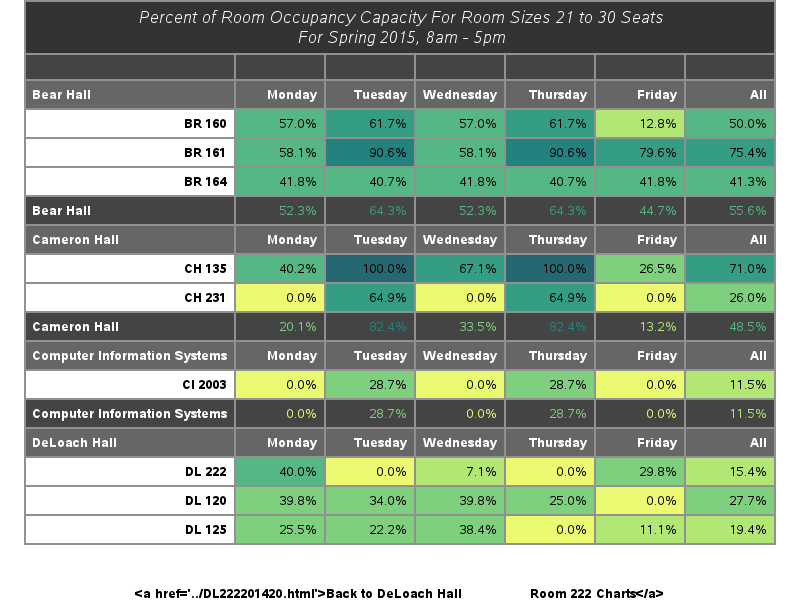 Percent of Room Occupancy Capacity For Room Sizes 21 to 30 Seats
For Spring 2015, 8am - 5pm
Bear Hall Monday Tuesday Wednesday Thursday Friday All
BR 160 57.0% 61.7% 57.0% 61.7% 12.8% 50.0%
BR 161 58.1% 90.6% 58.1% 90.6% 79.6% 75.4%
BR 164 41.8% 40.7% 41.8% 40.7% 41.8% 41.3%
Bear Hall 52.3% 64.3% 52.3% 64.3% 44.7% 55.6%
Cameron Hall Monday Tuesday Wednesday Thursday Friday All
CH 135 40.2% 100.0% 67.1% 100.0% 26.5% 71.0%
CH 231 0.0% 64.9% 0.0% 64.9% 0.0% 26.0%
Cameron Hall 20.1% 82.4% 33.5% 82.4% 13.2% 48.5%
Computer Information Systems Monday Tuesday Wednesday Thursday Friday All
CI 2003 0.0% 28.7% 0.0% 28.7% 0.0% 11.5%
Computer Information Systems 0.0% 28.7% 0.0% 28.7% 0.0% 11.5%
DeLoach Hall Monday Tuesday Wednesday Thursday Friday All
DL 222 40.0% 0.0% 7.1% 0.0% 29.8% 15.4%
DL 120 39.8% 34.0% 39.8% 25.0% 0.0% 27.7%
DL 125 25.5% 22.2% 38.4% 0.0% 11.1% 19.4%
<a href='../DL222201420.html'>Back to DeLoach Hall Room 222 Charts</a>